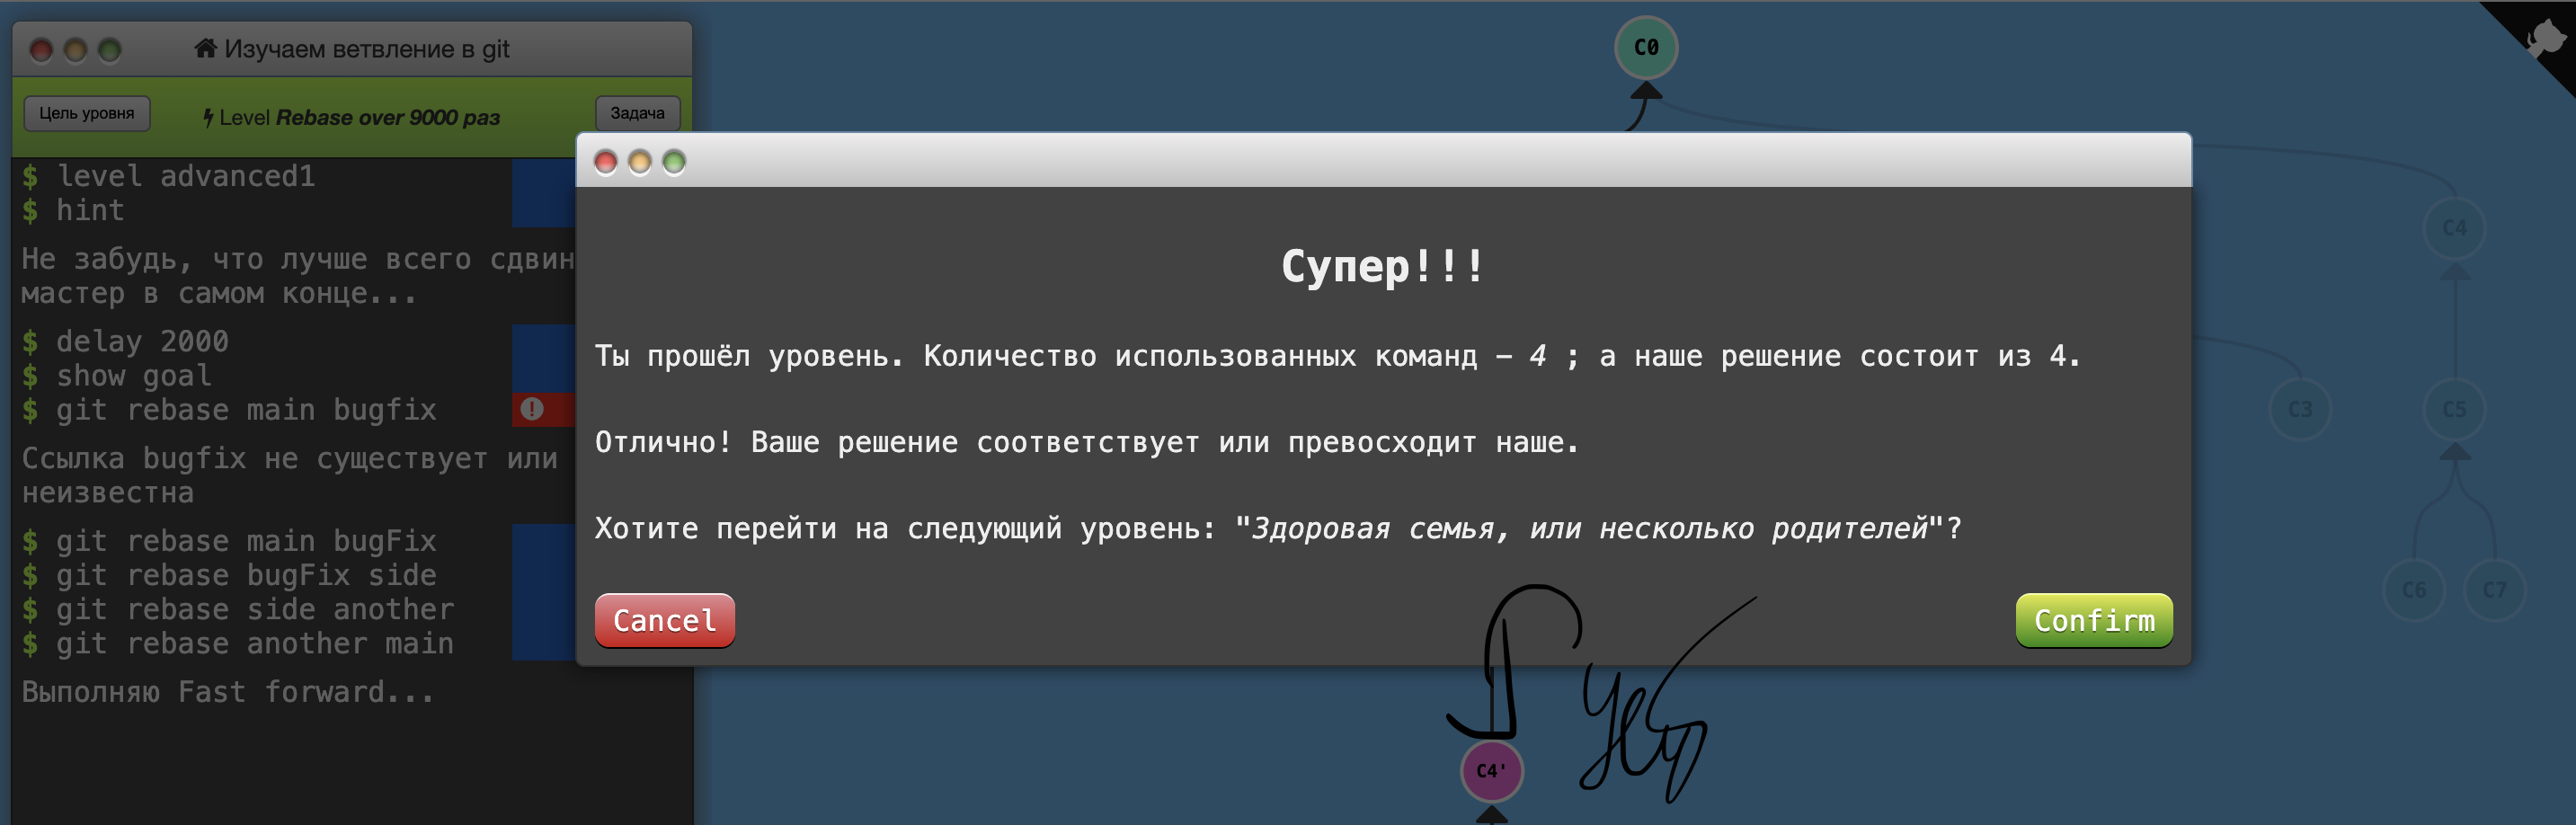 Изучаем ветвление в git
Цель уровня
Level Rebase over 9000 раз
Задача
$ level advanced1
$ hint
Не забудь, что лучше всего сдвин
мастер в самом конце...
$ delay 2000
$ show goal
$ git rebase main bugfix
Ссылка bugfix не существует или
неизвестна
$ git rebase main bugFix
$ git rebase bugFix side
$ git rebase side another
$ git rebase another main
Выполняю Fast forward...
C0
Супер!!!
Ты прошёл уровень. Количество использованных команд – 4 ; а наше решение состоит из 4.
Отлично! Ваше решение соответствует или превосходит наше.
Хотите перейти на следующий уровень: "Здоровая семья, или несколько родителей"?
Cancel
Confirm
C4
C3
C5
C6
C7
C4'